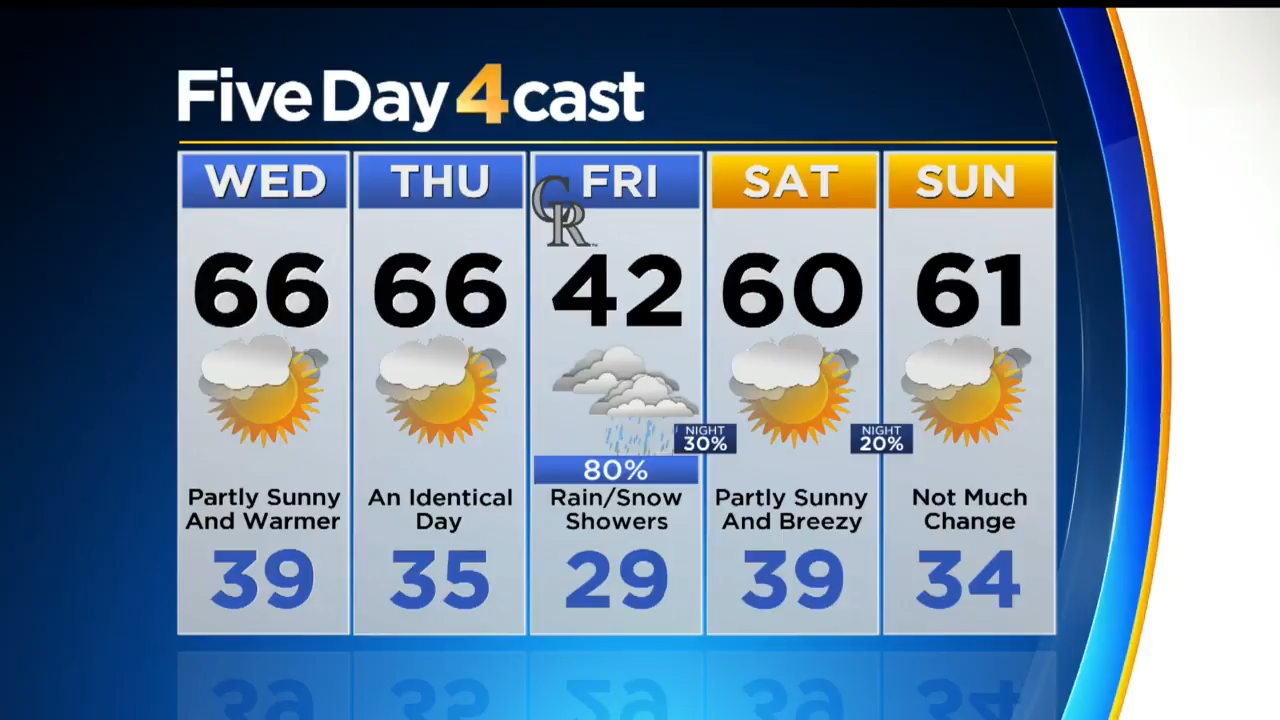 Five Day 4cast
WED THU FRI SAT SUN
CR
66 66 42 60 61
NIGHT
30%
NIGHT
20%
80%
Partly Sunny
And Warmer
An Identical
Day
Rain/Snow
Showers
Partly Sunny
And Breezy
Not Much
Change
39 35 29 39 34